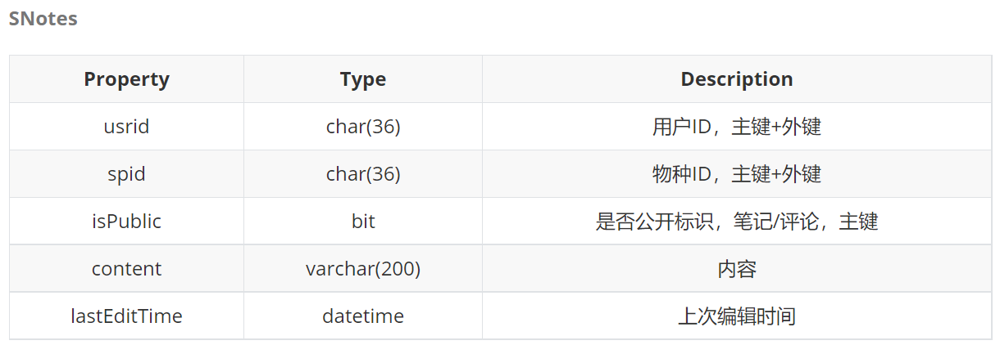 SNotes
Property Type Description
usrid char(36) 用户ID，主键+外键
spid char(36) 物种ID，主键+外键
isPublic bit 是否公开标识，笔记/评论，主键
content varchar(200) 内容
lastEditTime datetime 上次编辑时间